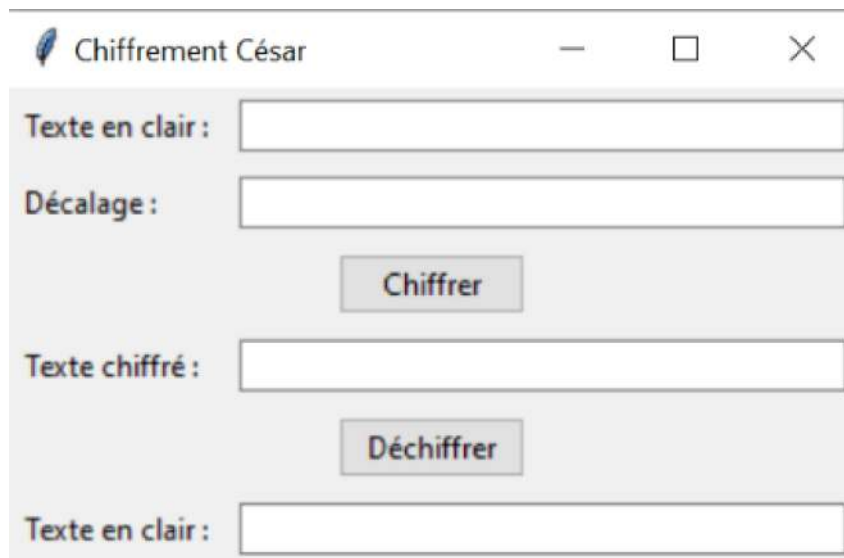 Chiffrement César
Texte en clair :
Décalage :
Chiffrer
Texte chiffré :
Déchiffrer
Texte en clair :